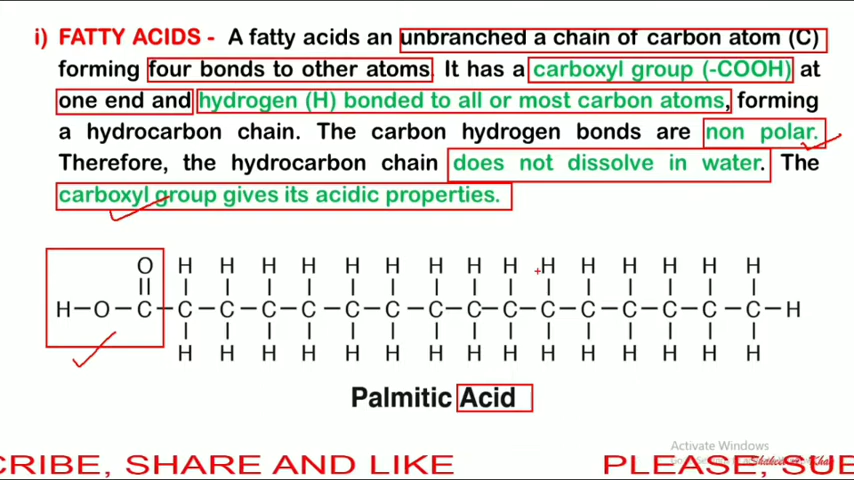 i) FATTY ACIDS - A fatty acids an unbranched a chain of carbon atom (C)
forming four bonds to other atoms. It has a carboxyl group (-COOH) at
one end and hydrogen (H) bonded to all or most carbon atoms, forming
a hydrocarbon chain. The carbon hydrogen bonds are non polar.
Therefore, the hydrocarbon chain does not dissolve in water. The
carboxyl group gives its acidic properties.
O H H H H H H H H H H H H H H H
H-O-C-C-C-C-C-C-C-C-C-C-C-C-C-C-C-C-H
H H H H H H H H H H H H H H H
Palmitic Acid
Activate Windows
CRIBE, SHARE AND LIKE PLEASE, SUB